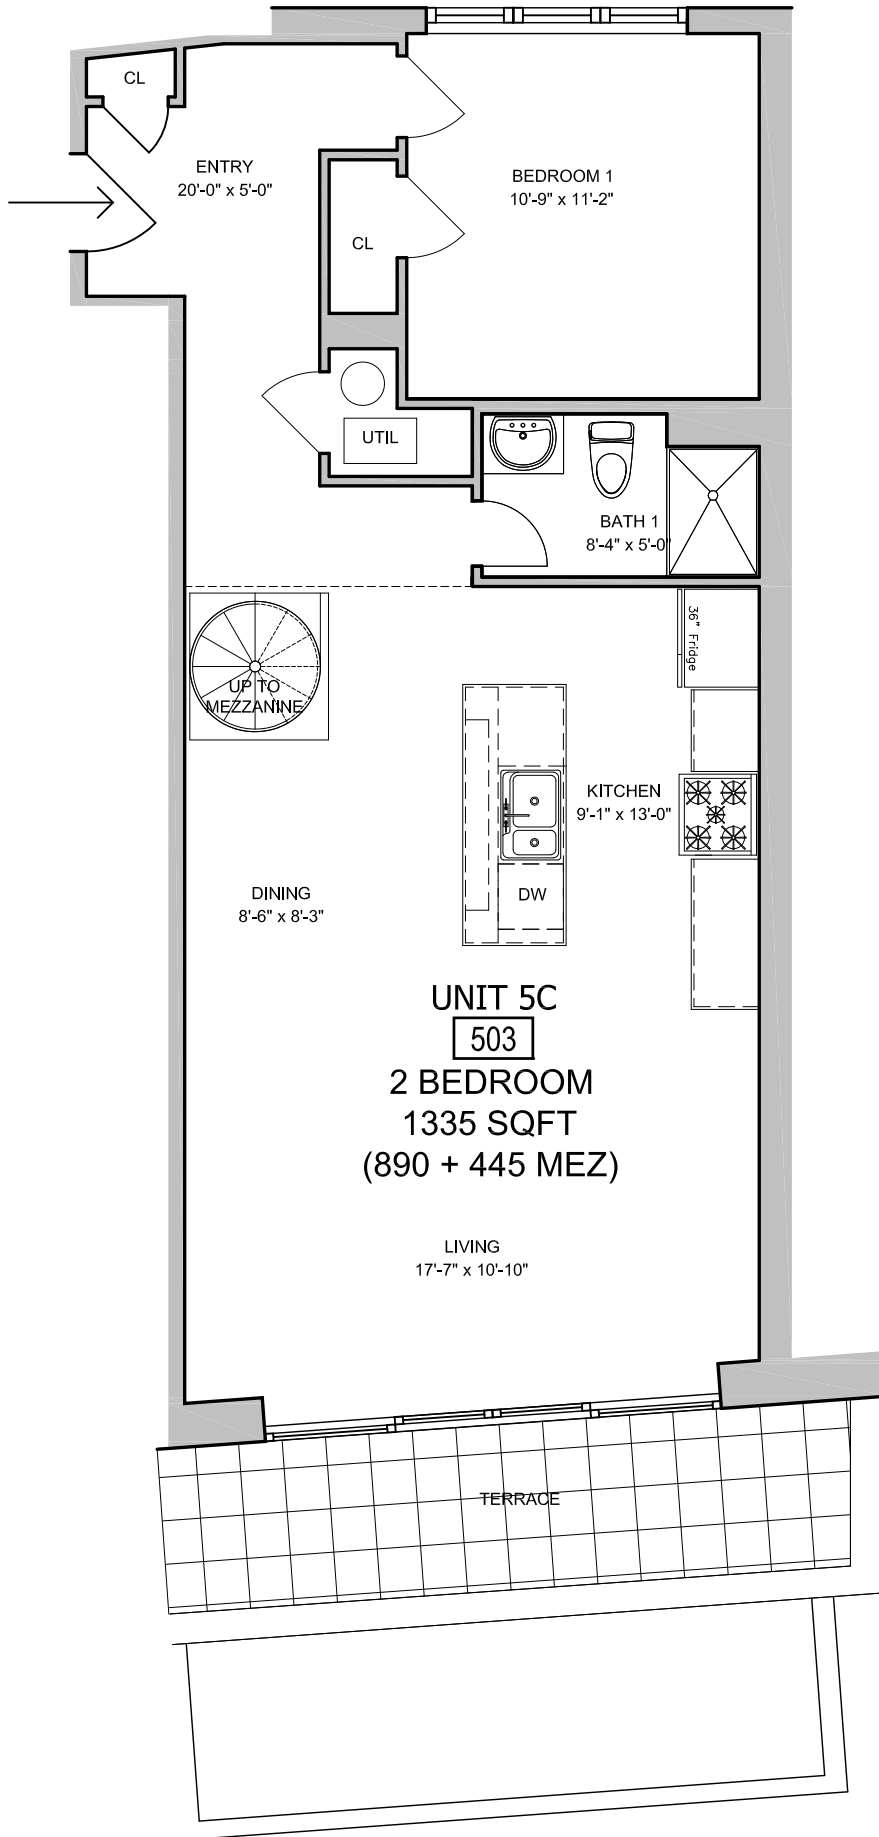 CL
ENTRY
20'-0" x 5'-0"
BEDROOM 1
10'-9" x 11'-2"
CL
UTIL
BATH 1
8'-4" x 5'-0"
36" Fridge
UP TO
MEZZANINE
KITCHEN
9'-1" x 13'-0"
DINING
8'-6" x 8'-3"
DW
UNIT 5C
503
2 BEDROOM
1335 SQFT
(890 + 445 MEZ)
LIVING
17'-7" x 10'-10"
TERRACE